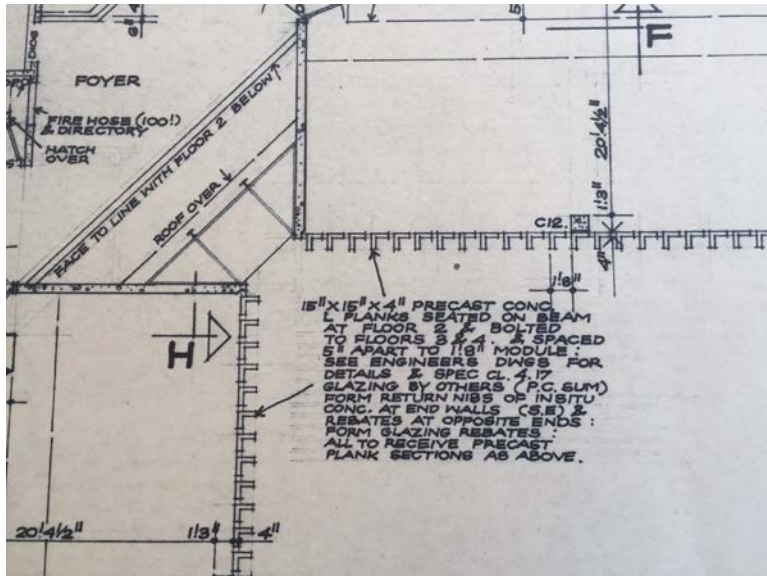 F
FOYER
FIRE HOSE (100!)
& DIRECTORY
HATCH
OVER
FACE TO LINE WITH FLOOR 2 BELOW
ROOF OVER
20'.4½"
1!.3"
4"
C12.
1!.8"
H
15"X15"X4" PRECAST CONC
L PLANKS SEATED ON BEAM
AT FLOOR 2 & BOLTED
TO FLOORS 3 & 4. & SPACED
5" APART TO 1!.8" MODULE :
SEE ENGINEERS DWGS FOR
DETAILS & SPEC CL. 4.17
GLAZING BY OTHERS (P.C. SUM)
FORM RETURN NIBS OF INSITU
CONC. AT END WALLS (S.E) &
REBATES AT OPPOSITE ENDS :
FORM GLAZING REBATES :
ALL TO RECEIVE PRECAST
PLANK SECTIONS AS ABOVE.
20!.4½"
1!.3"
4"